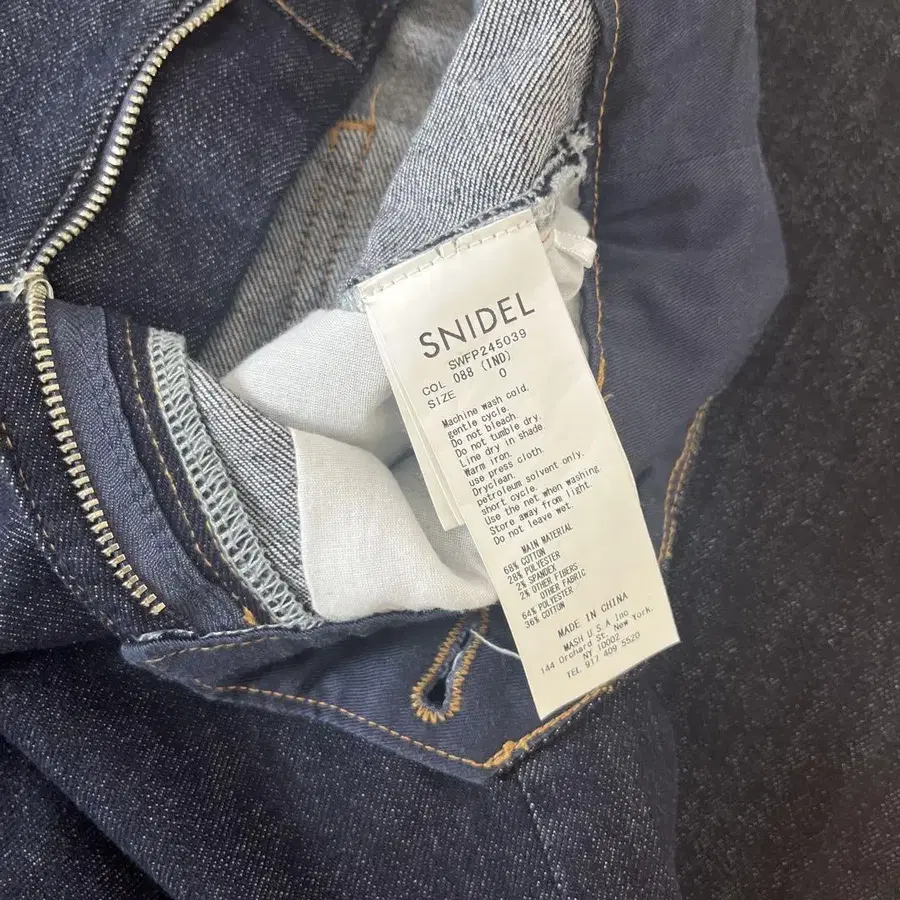 SNIDEL
SWFP245039
COL 088 (IND)
SIZE 0
Machine wash cold.
gentle cycle.
Do not bleach.
Do not tumble dry.
Line dry in shade.
Warm iron.
use press cloth.
Dryclean.
petroleum solvent only.
short cycle.
Use the net when washing.
Store away from light.
Do not leave wet.
MAIN MATERIAL
68% COTTON
28% POLYESTER
2% SPANDEX
2% OTHER FIBERS
OTHER FABRIC
64% POLYESTER
36% COTTON
MADE IN CHINA
MASH U.S.A Inc
144 Orchard St, New York.
NY 10002
TEL 917 409 5520